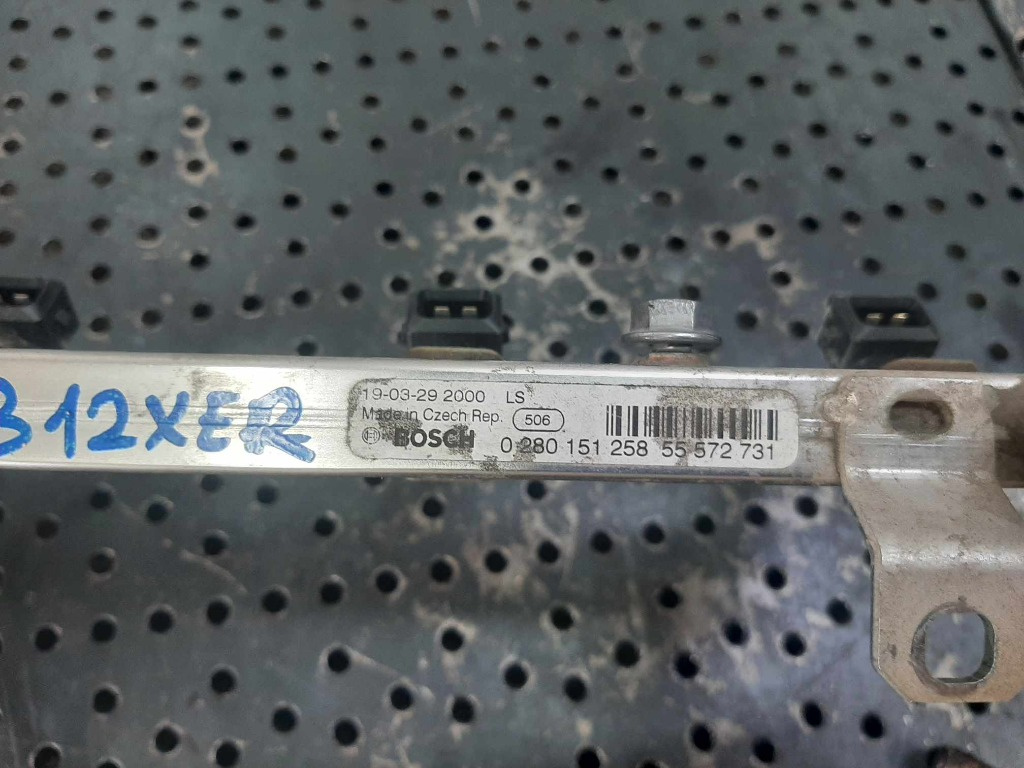 B12XER
19-03-29 2000 LS
Made in Czech Rep. 506
BOSCH
0 280 151 258 55 572 731